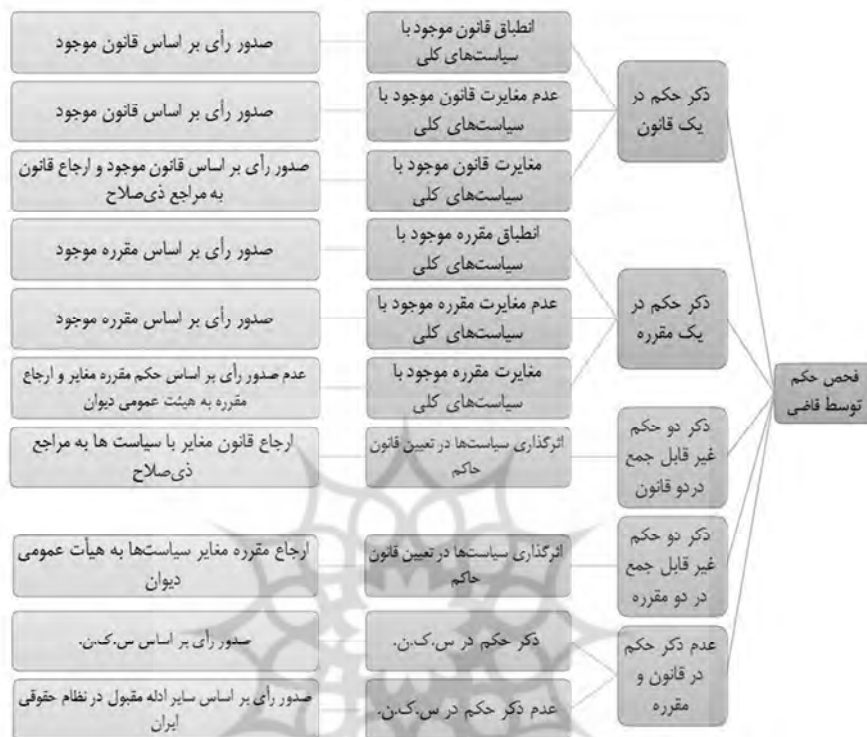 فحص حکم
توسط قاضی
ذکر حکم در
یک قانون
انطباق قانون موجود با
سیاست‌های کلی
صدور رأی بر اساس قانون موجود
عدم مغایرت قانون موجود با
سیاست‌های کلی
صدور رأی بر اساس قانون موجود
مغایرت قانون موجود با
سیاست‌های کلی
صدور رأی بر اساس قانون موجود و ارجاع قانون
به مراجع ذی‌صلاح
ذکر حکم در
یک مقرره
انطباق مقرره موجود با
سیاست‌های کلی
صدور رأی بر اساس مقرره موجود
عدم مغایرت مقرره موجود با
سیاست‌های کلی
صدور رأی بر اساس مقرره موجود
مغایرت مقرره موجود با
سیاست‌های کلی
عدم صدور رأی بر اساس حکم مقرره مغایر و ارجاع
مقرره به هیئت عمومی دیوان
ذکر دو حکم
غیر قابل جمع
در دو قانون
اثرگذاری سیاست‌ها در تعیین قانون
حاکم
ارجاع قانون مغایر با سیاست ها به مراجع
ذی‌صلاح
ذکر دو حکم
غیر قابل جمع
در دو مقرره
اثرگذاری سیاست‌ها در تعیین قانون
حاکم
ارجاع مقرره مغایر سیاست‌ها به هیأت عمومی
دیوان
عدم ذکر حکم
در قانون و
مقرره
ذکر حکم در س.ک.ن.
صدور رأی بر اساس س.ک.ن.
عدم ذکر حکم در س.ک.ن.
صدور رأی بر اساس سایر ادله مقبول در نظام حقوقی
ایران